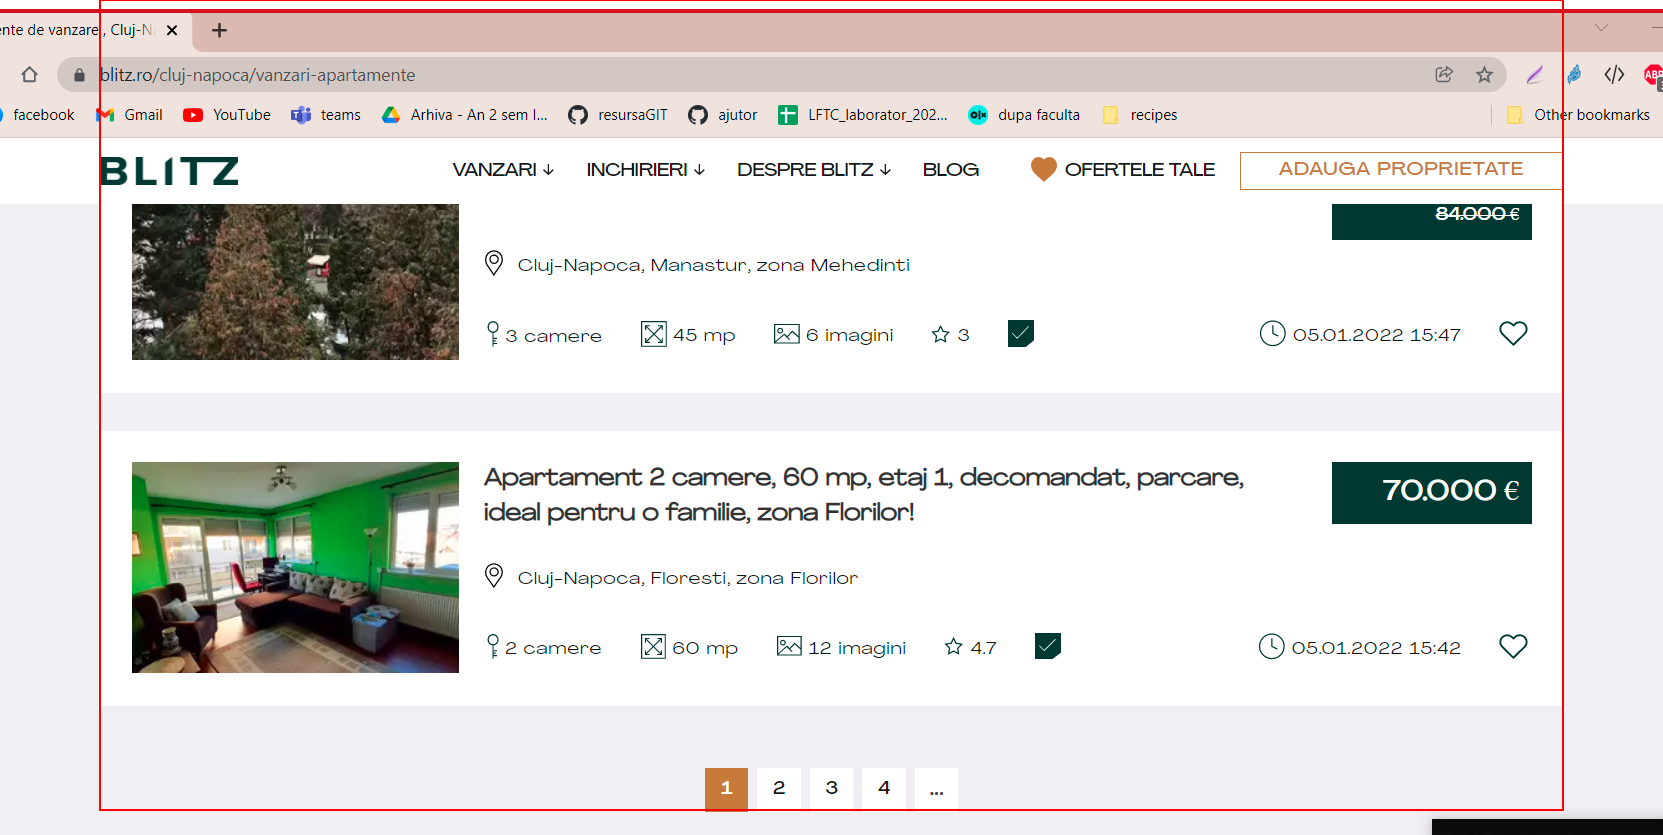 nte de vanzare , Cluj-N
blitz.ro/cluj-napoca/vanzari-apartamente
ABP
facebook Gmail YouTube teams Arhiva - An 2 sem I... resursaGIT ajutor LFTC_laborator_202... olx dupa faculta recipes Other bookmarks
BLITZ VANZARI ↓ INCHIRIERI ↓ DESPRE BLITZ ↓ BLOG OFERTELE TALE ADAUGA PROPRIETATE
84.000 €
Cluj-Napoca, Manastur, zona Mehedinti
3 camere 45 mp 6 imagini 3 05.01.2022 15:47
Apartament 2 camere, 60 mp, etaj 1, decomandat, parcare, 70.000 €
ideal pentru o familie, zona Florilor!
Cluj-Napoca, Floresti, zona Florilor
2 camere 60 mp 12 imagini 4.7 05.01.2022 15:42
1 2 3 4 ...